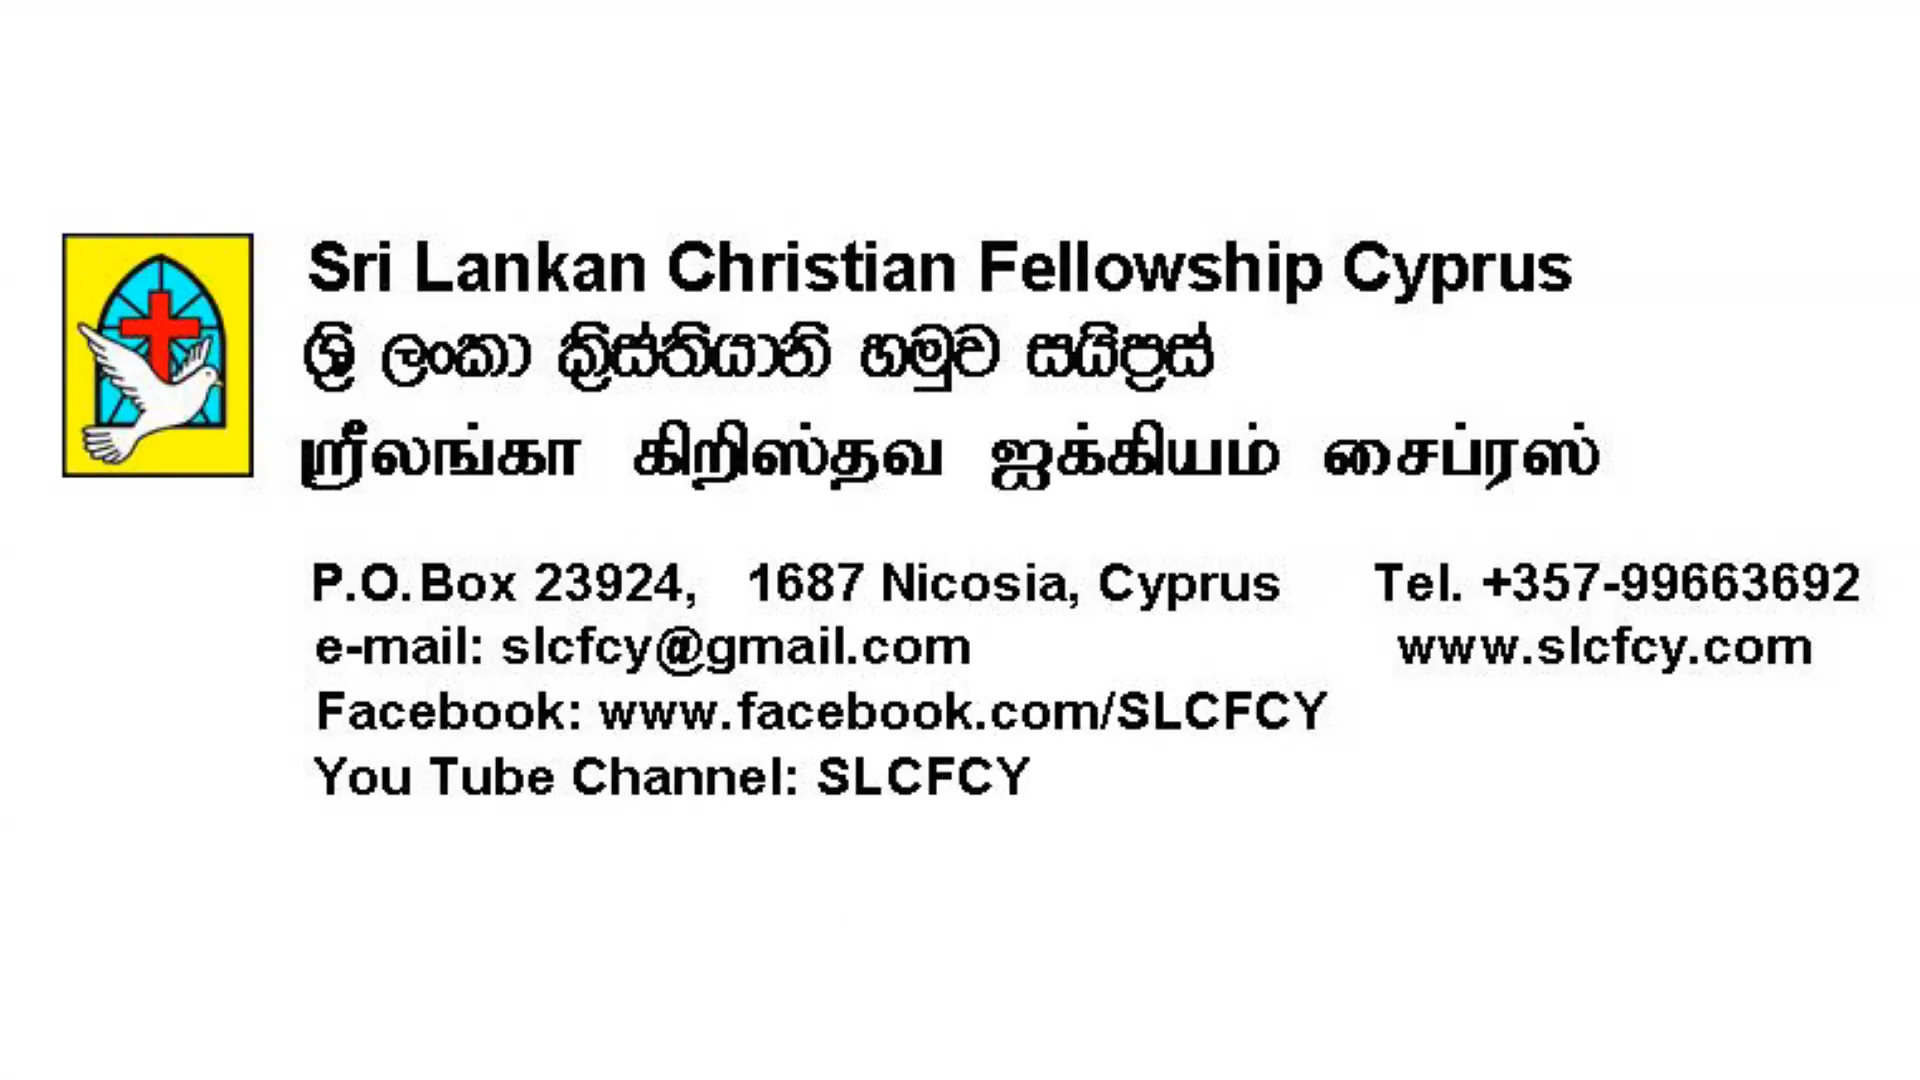 Sri Lankan Christian Fellowship Cyprus
ශ්‍රි ලංකා ක්‍රිස්තියානි හමුව සයිප්‍රස්
ஸ்ரீலங்கா கிறிஸ்தவ ஐக்கியம் சைப்ரஸ்
P.O.Box 23924, 1687 Nicosia, Cyprus Tel. +357-99663692
e-mail: slcfcy@gmail.com www.slcfcy.com
Facebook: www.facebook.com/SLCFCY
You Tube Channel: SLCFCY